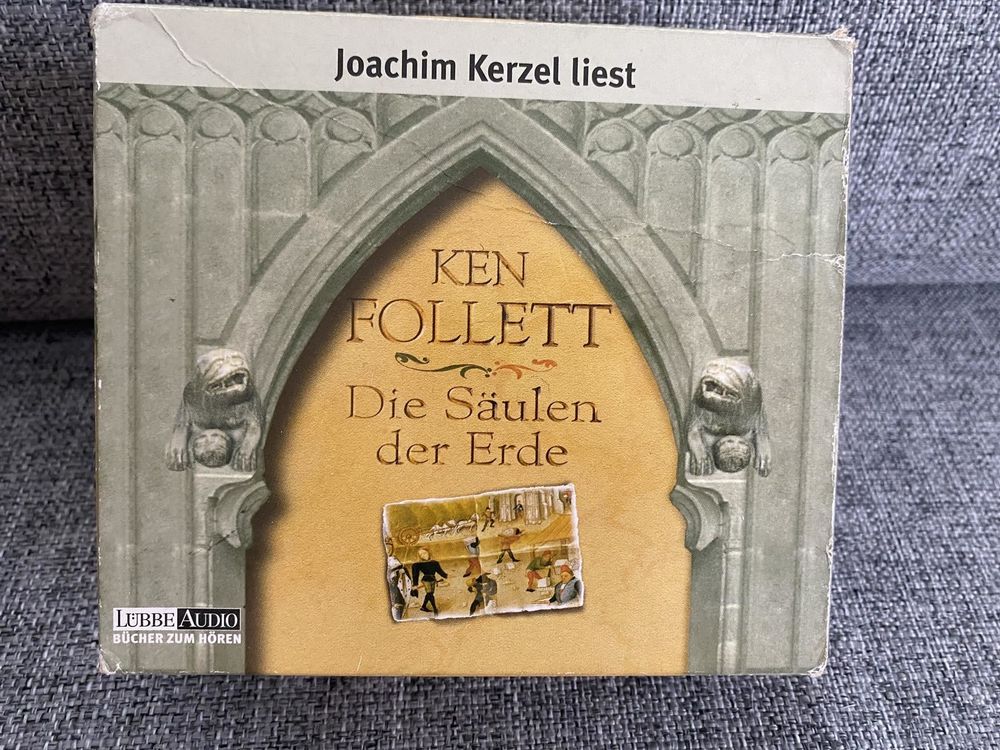 Joachim Kerzel liest
KEN
FOLLETT
Die Säulen
der Erde
LÜBBE AUDIO
BÜCHER ZUM HÖREN